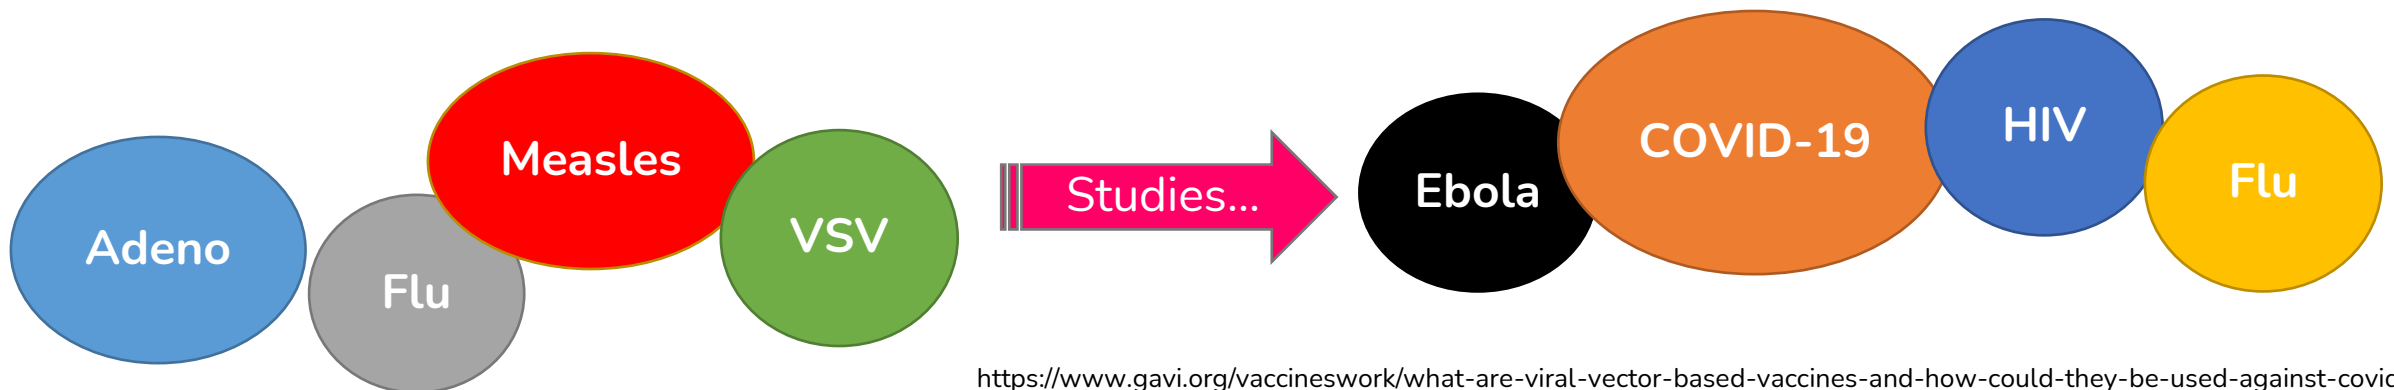 Adeno
Flu
Measles
VSV
Studies...
Ebola
COVID-19
HIV
Flu
https://www.gavi.org/vaccineswork/what-are-viral-vector-based-vaccines-and-how-could-they-be-used-against-covid